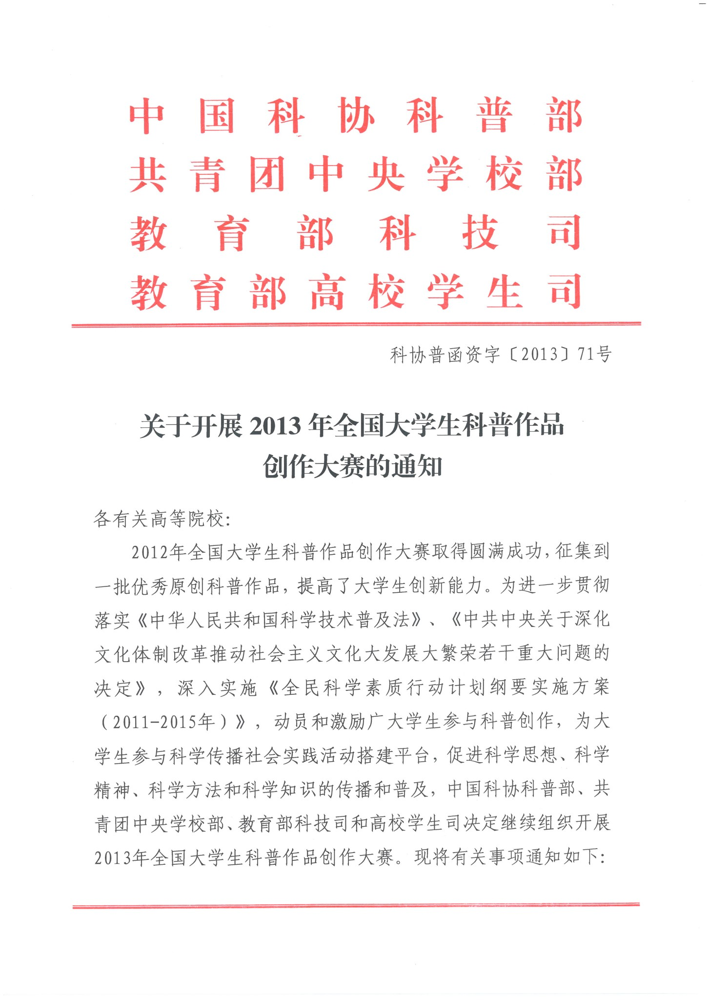 中国科协科普部
共青团中央学校部
教育部科技司
教育部高校学生司
科协普函资字〔2013〕71号
关于开展 2013 年全国大学生科普作品
创作大赛的通知
各有关高等院校：
2012年全国大学生科普作品创作大赛取得圆满成功，征集到
一批优秀原创科普作品，提高了大学生创新能力。为进一步贯彻
落实《中华人民共和国科学技术普及法》、《中共中央关于深化
文化体制改革推动社会主义文化大发展大繁荣若干重大问题的
决定》，深入实施《全民科学素质行动计划纲要实施方案
（2011-2015年）》，动员和激励广大学生参与科普创作，为大
学生参与科学传播社会实践活动搭建平台，促进科学思想、科学
精神、科学方法和科学知识的传播和普及，中国科协科普部、共
青团中央学校部、教育部科技司和高校学生司决定继续组织开展
2013年全国大学生科普作品创作大赛。现将有关事项通知如下：